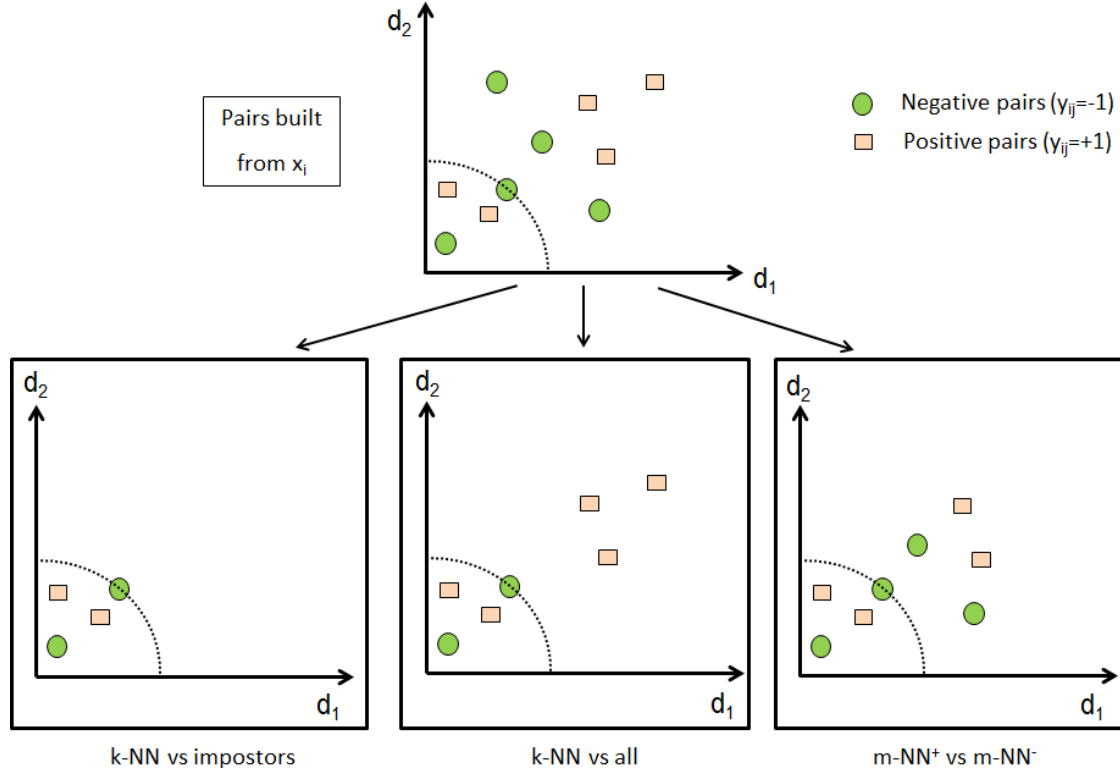 d₂
Pairs built
from xᵢ
Negative pairs (yᵢⱼ=-1)
Positive pairs (yᵢⱼ=+1)
d₁
d₂
d₁
d₂
d₁
d₂
d₁
k-NN vs impostors
k-NN vs all
m-NN⁺ vs m-NN⁻